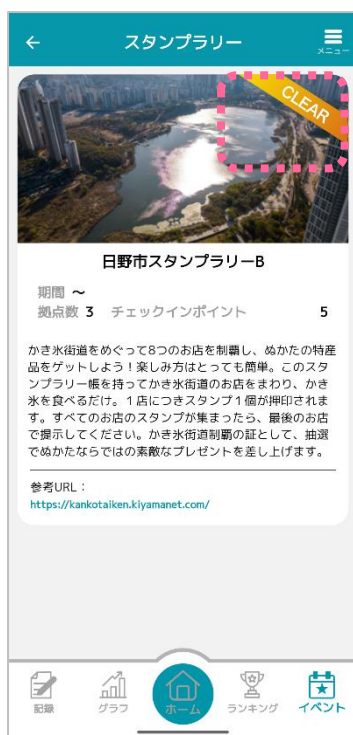 スタンプラリー
メニュー
CLEAR
日野市スタンプラリーB
期間 ～
拠点数 3 チェックインポイント 5
かき氷街道をめぐって8つのお店を制覇し、ぬかたの特産
品をゲットしよう！楽しみ方はとっても簡単。このスタ
ンプラリー帳を持ってかき氷街道のお店をまわり、かき
氷を食べるだけ。１店につきスタンプ１個が押印されま
す。すべてのお店のスタンプが集まったら、最後のお店
で提示してください。かき氷街道制覇の証として、抽選
でぬかたならではの素敵なプレゼントを差し上げます。
参考URL：
https://kankotaiken.kiyamanet.com/
記録 グラフ ホーム ランキング イベント